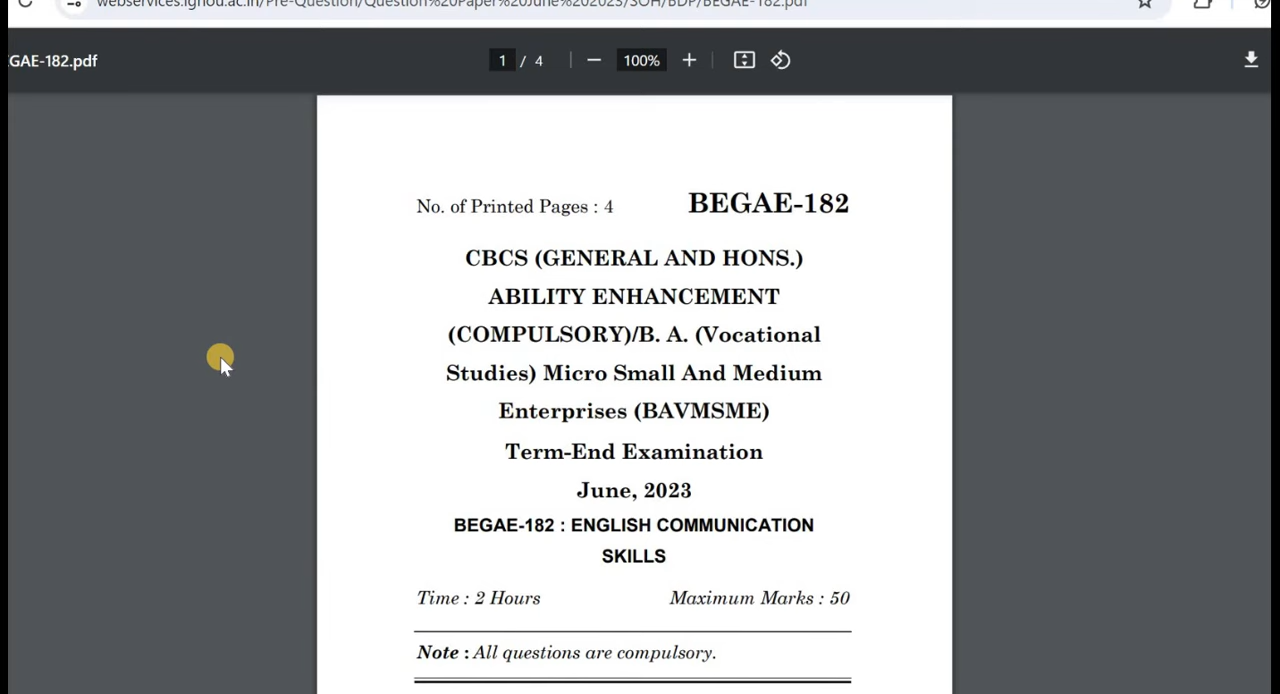 webservices.ignou.ac.in/Pre-Question/Question%20Paper%20June%202023/SOH/BDP/BEGAE-182.pdf
GAE-182.pdf
1 / 4
100%
No. of Printed Pages : 4 BEGAE-182
CBCS (GENERAL AND HONS.)
ABILITY ENHANCEMENT
(COMPULSORY)/B. A. (Vocational
Studies) Micro Small And Medium
Enterprises (BAVMSME)
Term-End Examination
June, 2023
BEGAE-182 : ENGLISH COMMUNICATION
SKILLS
Time : 2 Hours Maximum Marks : 50
Note : All questions are compulsory.